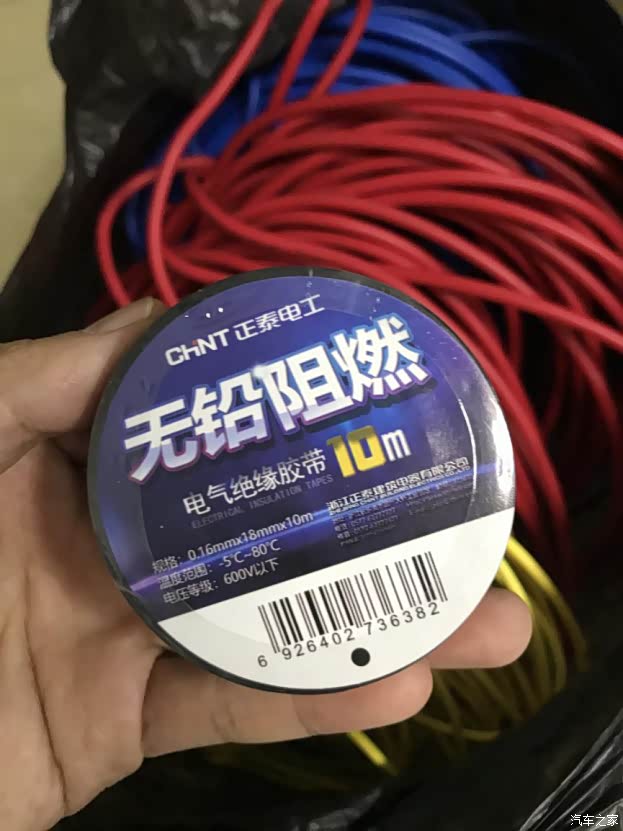 CHNT 正泰电工
无铅阻燃
电气绝缘胶带 10m
ELECTRICAL INSULATION TAPES
浙江正泰建筑电器有限公司
规格: 0.16mmx18mmx10m
温度范围: -5℃~80℃
电压等级: 600V以下
6 926402 736382
汽车之家